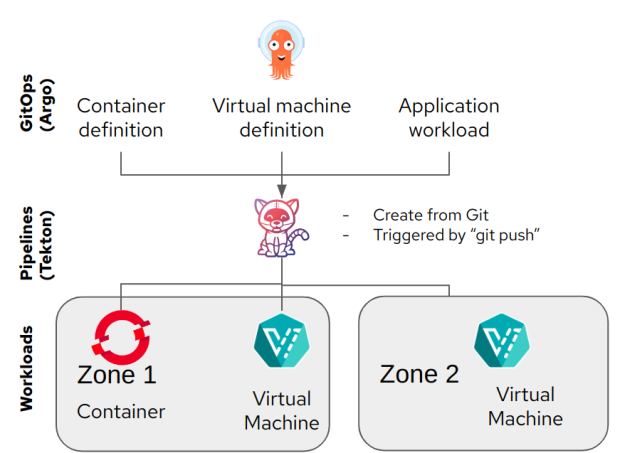 GitOps
(Argo)
Container
definition
Virtual machine
definition
Application
workload
Pipelines
(Tekton)
- Create from Git
- Triggered by “git push”
Workloads
Zone 1
Container
Virtual
Machine
Zone 2
Virtual
Machine